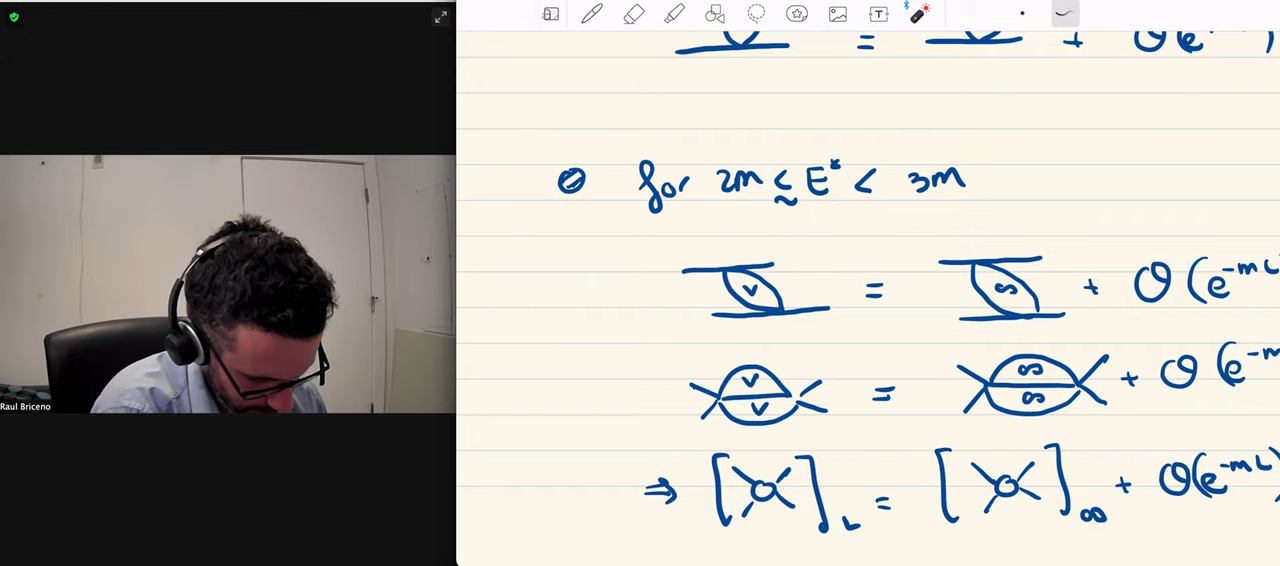 = + O(e
for 2m ≲ E* < 3m
V = ∞ + O(e^-mL
V V = ∞ ∞ + O(e^-m
⇒ [ ]_L = [ ]_∞ + O(e^-mL)
Raul Briceno